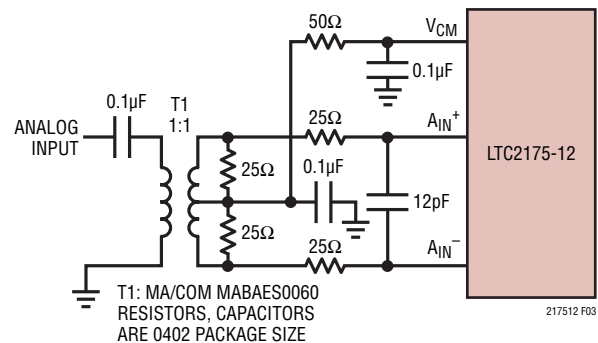 50Ω
VCM
0.1µF
0.1µF
T1
1:1
ANALOG
INPUT
25Ω
AIN+
LTC2175-12
25Ω
0.1µF
12pF
25Ω
25Ω
AIN–
T1: MA/COM MABAES0060
RESISTORS, CAPACITORS
ARE 0402 PACKAGE SIZE
217512 F03